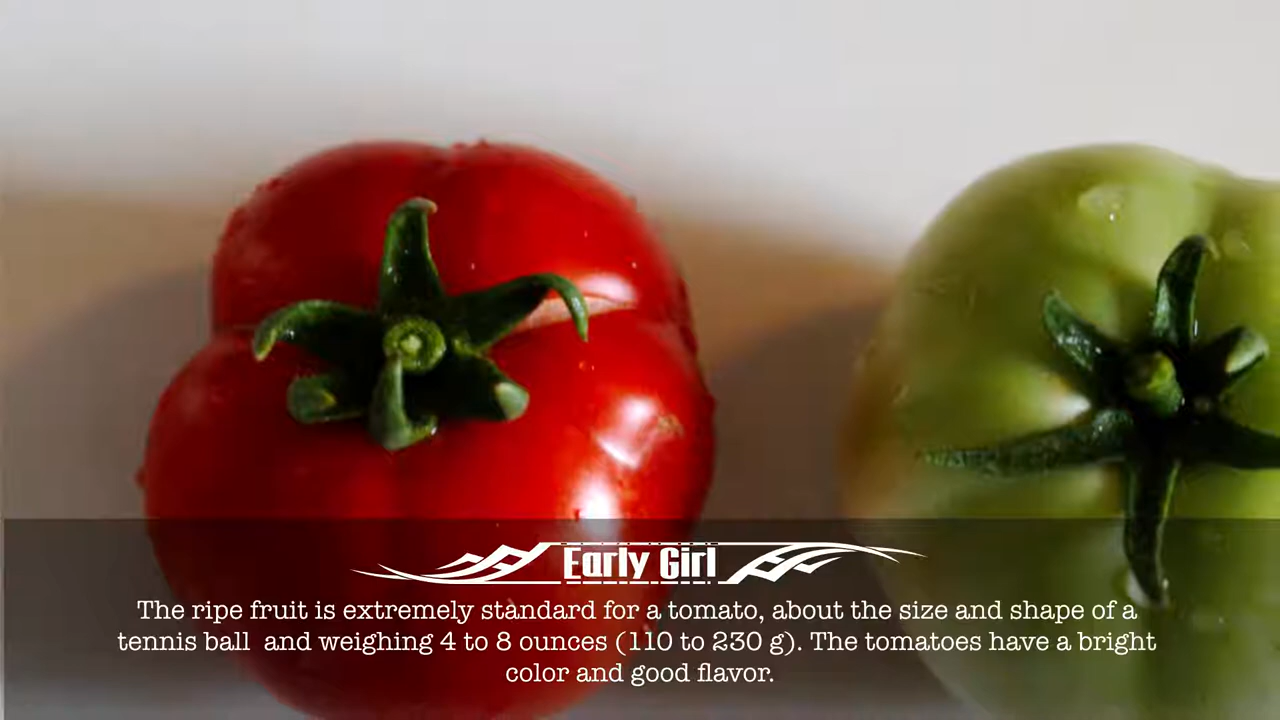 Early Girl
The ripe fruit is extremely standard for a tomato, about the size and shape of a
tennis ball  and weighing 4 to 8 ounces (110 to 230 g). The tomatoes have a bright
color and good flavor.